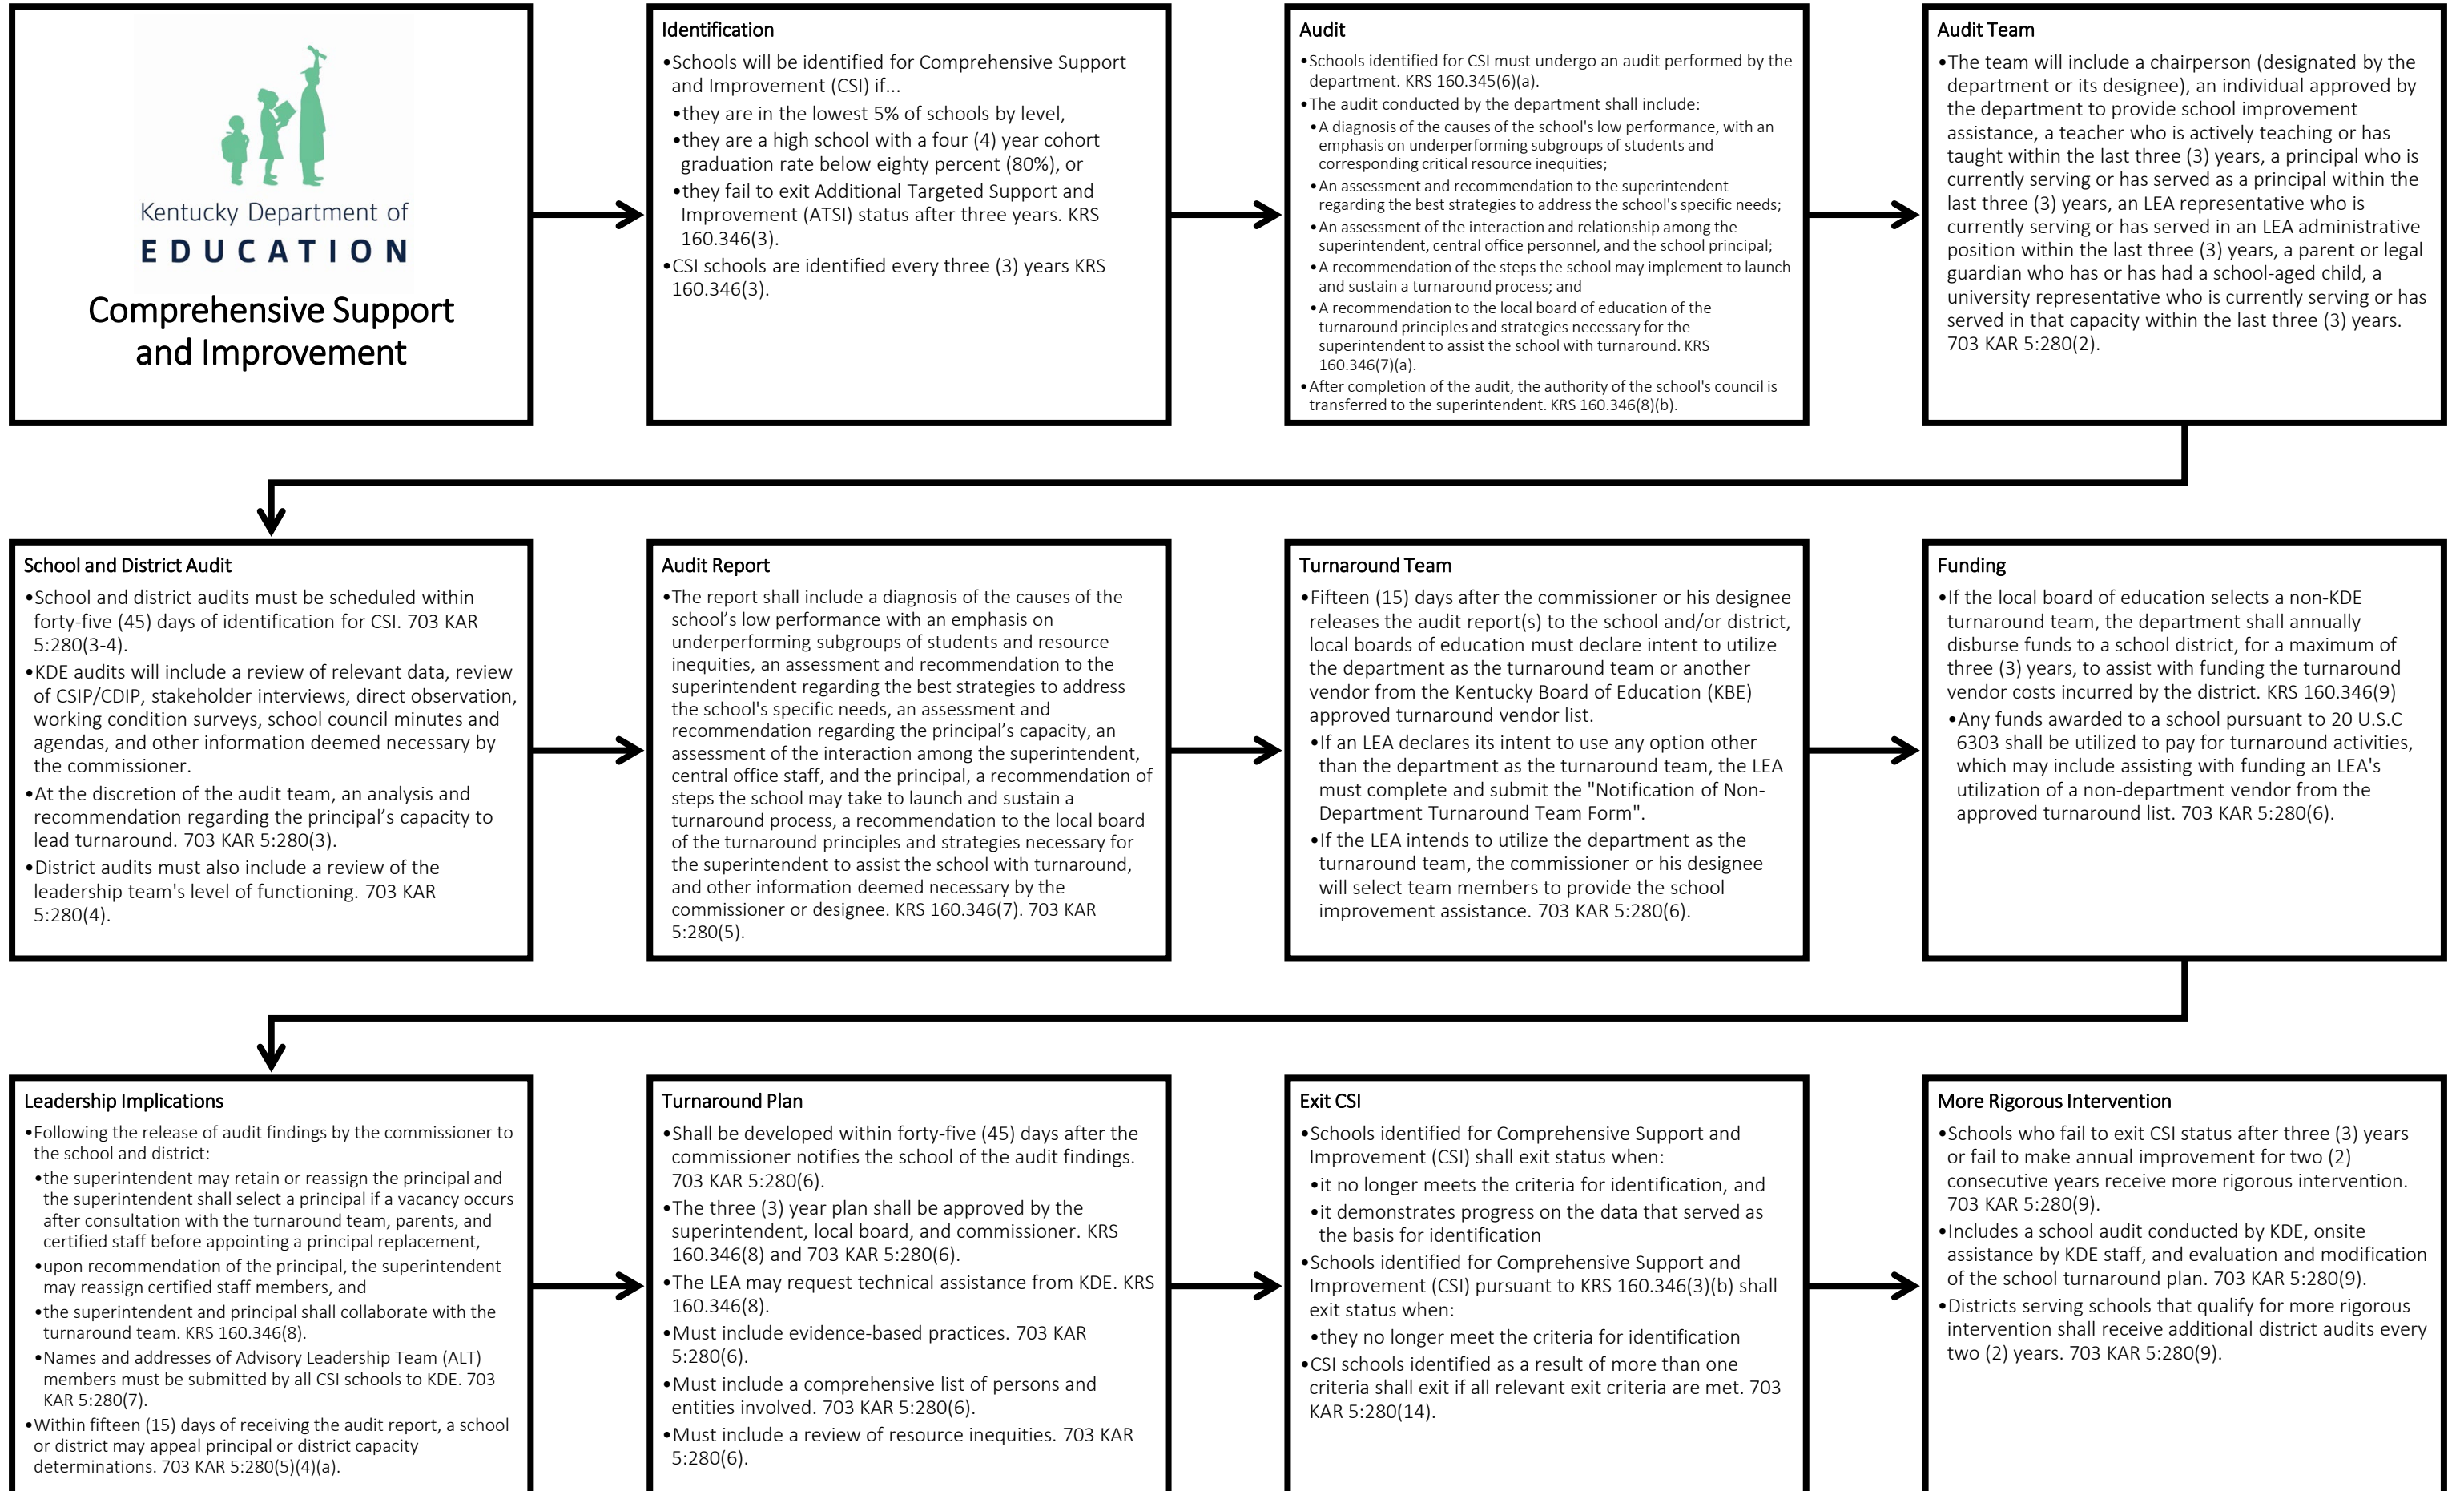 Kentucky Department of
EDUCATION
Comprehensive Support
and Improvement
Identification
•Schools will be identified for Comprehensive Support
and Improvement (CSI) if...
•they are in the lowest 5% of schools by level,
•they are a high school with a four (4) year cohort
graduation rate below eighty percent (80%), or
•they fail to exit Additional Targeted Support and
Improvement (ATSI) status after three years. KRS
160.346(3).
•CSI schools are identified every three (3) years KRS
160.346(3).
Audit
•Schools identified for CSI must undergo an audit performed by the
department. KRS 160.345(6)(a).
•The audit conducted by the department shall include:
•A diagnosis of the causes of the school's low performance, with an
emphasis on underperforming subgroups of students and
corresponding critical resource inequities;
•An assessment and recommendation to the superintendent
regarding the best strategies to address the school's specific needs;
•An assessment of the interaction and relationship among the
superintendent, central office personnel, and the school principal;
•A recommendation of the steps the school may implement to launch
and sustain a turnaround process; and
•A recommendation to the local board of education of the
turnaround principles and strategies necessary for the
superintendent to assist the school with turnaround. KRS
160.346(7)(a).
•After completion of the audit, the authority of the school's council is
transferred to the superintendent. KRS 160.346(8)(b).
Audit Team
•The team will include a chairperson (designated by the
department or its designee), an individual approved by
the department to provide school improvement
assistance, a teacher who is actively teaching or has
taught within the last three (3) years, a principal who is
currently serving or has served as a principal within the
last three (3) years, an LEA representative who is
currently serving or has served in an LEA administrative
position within the last three (3) years, a parent or legal
guardian who has or has had a school-aged child, a
university representative who is currently serving or has
served in that capacity within the last three (3) years.
703 KAR 5:280(2).
School and District Audit
•School and district audits must be scheduled within
forty-five (45) days of identification for CSI. 703 KAR
5:280(3-4).
•KDE audits will include a review of relevant data, review
of CSIP/CDIP, stakeholder interviews, direct observation,
working condition surveys, school council minutes and
agendas, and other information deemed necessary by
the commissioner.
•At the discretion of the audit team, an analysis and
recommendation regarding the principal’s capacity to
lead turnaround. 703 KAR 5:280(3).
•District audits must also include a review of the
leadership team's level of functioning. 703 KAR
5:280(4).
Audit Report
•The report shall include a diagnosis of the causes of the
school’s low performance with an emphasis on
underperforming subgroups of students and resource
inequities, an assessment and recommendation to the
superintendent regarding the best strategies to address
the school's specific needs, an assessment and
recommendation regarding the principal’s capacity, an
assessment of the interaction among the superintendent,
central office staff, and the principal, a recommendation of
steps the school may take to launch and sustain a
turnaround process, a recommendation to the local board
of the turnaround principles and strategies necessary for
the superintendent to assist the school with turnaround,
and other information deemed necessary by the
commissioner or designee. KRS 160.346(7). 703 KAR
5:280(5).
Turnaround Team
•Fifteen (15) days after the commissioner or his designee
releases the audit report(s) to the school and/or district,
local boards of education must declare intent to utilize
the department as the turnaround team or another
vendor from the Kentucky Board of Education (KBE)
approved turnaround vendor list.
•If an LEA declares its intent to use any option other
than the department as the turnaround team, the LEA
must complete and submit the "Notification of Non-
Department Turnaround Team Form".
•If the LEA intends to utilize the department as the
turnaround team, the commissioner or his designee
will select team members to provide the school
improvement assistance. 703 KAR 5:280(6).
Funding
•If the local board of education selects a non-KDE
turnaround team, the department shall annually
disburse funds to a school district, for a maximum of
three (3) years, to assist with funding the turnaround
vendor costs incurred by the district. KRS 160.346(9)
•Any funds awarded to a school pursuant to 20 U.S.C
6303 shall be utilized to pay for turnaround activities,
which may include assisting with funding an LEA's
utilization of a non-department vendor from the
approved turnaround list. 703 KAR 5:280(6).
Leadership Implications
•Following the release of audit findings by the commissioner to
the school and district:
•the superintendent may retain or reassign the principal and
the superintendent shall select a principal if a vacancy occurs
after consultation with the turnaround team, parents, and
certified staff before appointing a principal replacement,
•upon recommendation of the principal, the superintendent
may reassign certified staff members, and
•the superintendent and principal shall collaborate with the
turnaround team. KRS 160.346(8).
•Names and addresses of Advisory Leadership Team (ALT)
members must be submitted by all CSI schools to KDE. 703
KAR 5:280(7).
•Within fifteen (15) days of receiving the audit report, a school
or district may appeal principal or district capacity
determinations. 703 KAR 5:280(5)(4)(a).
Turnaround Plan
•Shall be developed within forty-five (45) days after the
commissioner notifies the school of the audit findings.
703 KAR 5:280(6).
•The three (3) year plan shall be approved by the
superintendent, local board, and commissioner. KRS
160.346(8) and 703 KAR 5:280(6).
•The LEA may request technical assistance from KDE. KRS
160.346(8).
•Must include evidence-based practices. 703 KAR
5:280(6).
•Must include a comprehensive list of persons and
entities involved. 703 KAR 5:280(6).
•Must include a review of resource inequities. 703 KAR
5:280(6).
Exit CSI
•Schools identified for Comprehensive Support and
Improvement (CSI) shall exit status when:
•it no longer meets the criteria for identification, and
•it demonstrates progress on the data that served as
the basis for identification
•Schools identified for Comprehensive Support and
Improvement (CSI) pursuant to KRS 160.346(3)(b) shall
exit status when:
•they no longer meet the criteria for identification
•CSI schools identified as a result of more than one
criteria shall exit if all relevant exit criteria are met. 703
KAR 5:280(14).
More Rigorous Intervention
•Schools who fail to exit CSI status after three (3) years
or fail to make annual improvement for two (2)
consecutive years receive more rigorous intervention.
703 KAR 5:280(9).
•Includes a school audit conducted by KDE, onsite
assistance by KDE staff, and evaluation and modification
of the school turnaround plan. 703 KAR 5:280(9).
•Districts serving schools that qualify for more rigorous
intervention shall receive additional district audits every
two (2) years. 703 KAR 5:280(9).